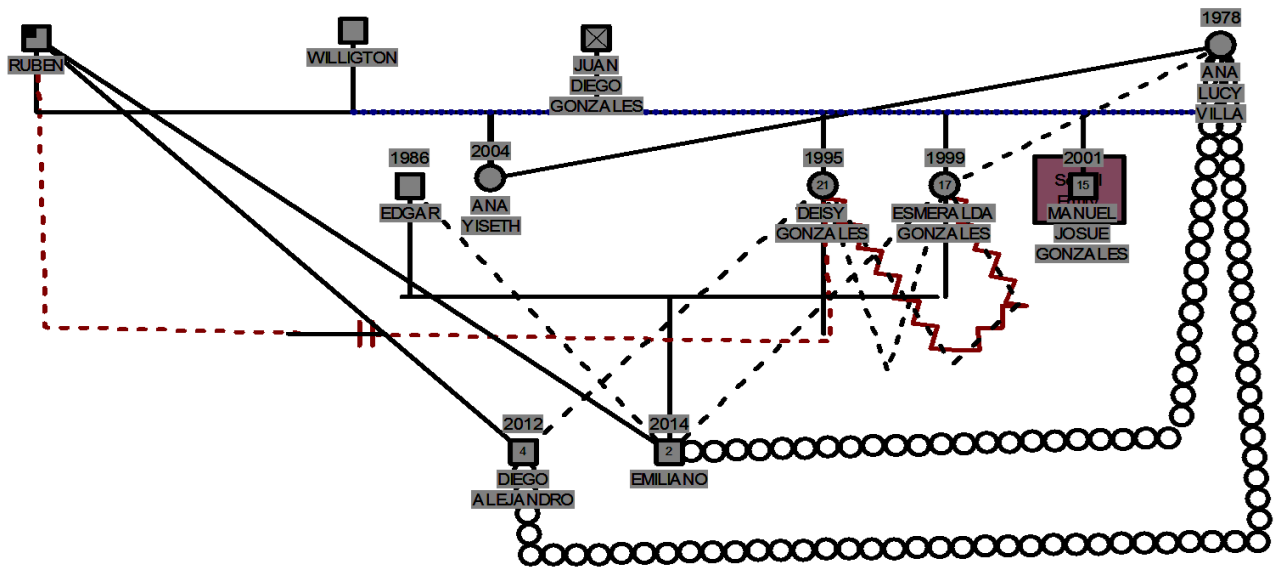 1978
RUBEN
WILLIGTON
JUAN
DIEGO
GONZALES
ANA
LUCY
VILLA
1986
EDGAR
2004
ANA
YISETH
1995
21
DEISY
GONZALES
1999
17
ESMERALDA
GONZALES
2001
15
MANUEL
JOSUE
GONZALES
2012
4
DIEGO
ALEJANDRO
2014
2
EMILIANO